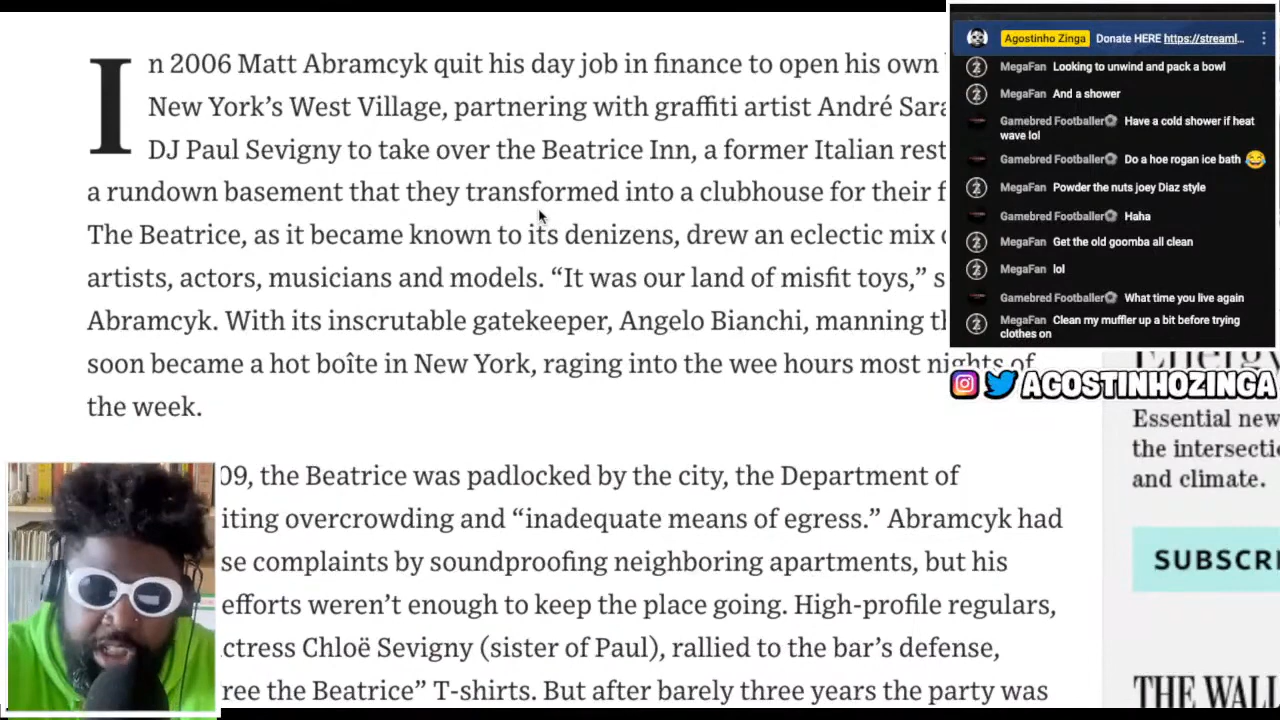 In 2006 Matt Abramcyk quit his day job in finance to open his own
New York’s West Village, partnering with graffiti artist André Sara
DJ Paul Sevigny to take over the Beatrice Inn, a former Italian rest
a rundown basement that they transformed into a clubhouse for their f
The Beatrice, as it became known to its denizens, drew an eclectic mix
artists, actors, musicians and models. “It was our land of misfit toys,” s
Abramcyk. With its inscrutable gatekeeper, Angelo Bianchi, manning th
soon became a hot boîte in New York, raging into the wee hours most nights of
the week.
09, the Beatrice was padlocked by the city, the Department of
iting overcrowding and “inadequate means of egress.” Abramcyk had
se complaints by soundproofing neighboring apartments, but his
efforts weren’t enough to keep the place going. High-profile regulars,
ctress Chloë Sevigny (sister of Paul), rallied to the bar’s defense,
ree the Beatrice” T-shirts. But after barely three years the party was
Agostinho Zinga Donate HERE https://streaml...
MegaFan Looking to unwind and pack a bowl
MegaFan And a shower
Gamebred Footballer⚽ Have a cold shower if heat
wave lol
Gamebred Footballer⚽ Do a hoe rogan ice bath 😂
MegaFan Powder the nuts joey Diaz style
Gamebred Footballer⚽ Haha
MegaFan Get the old goomba all clean
MegaFan lol
Gamebred Footballer⚽ What time you live again
MegaFan Clean my muffler up a bit before trying
clothes on
AGOSTINHOZINGA
Essential new
the intersecti
and climate.
SUBSCRI
THE WALL